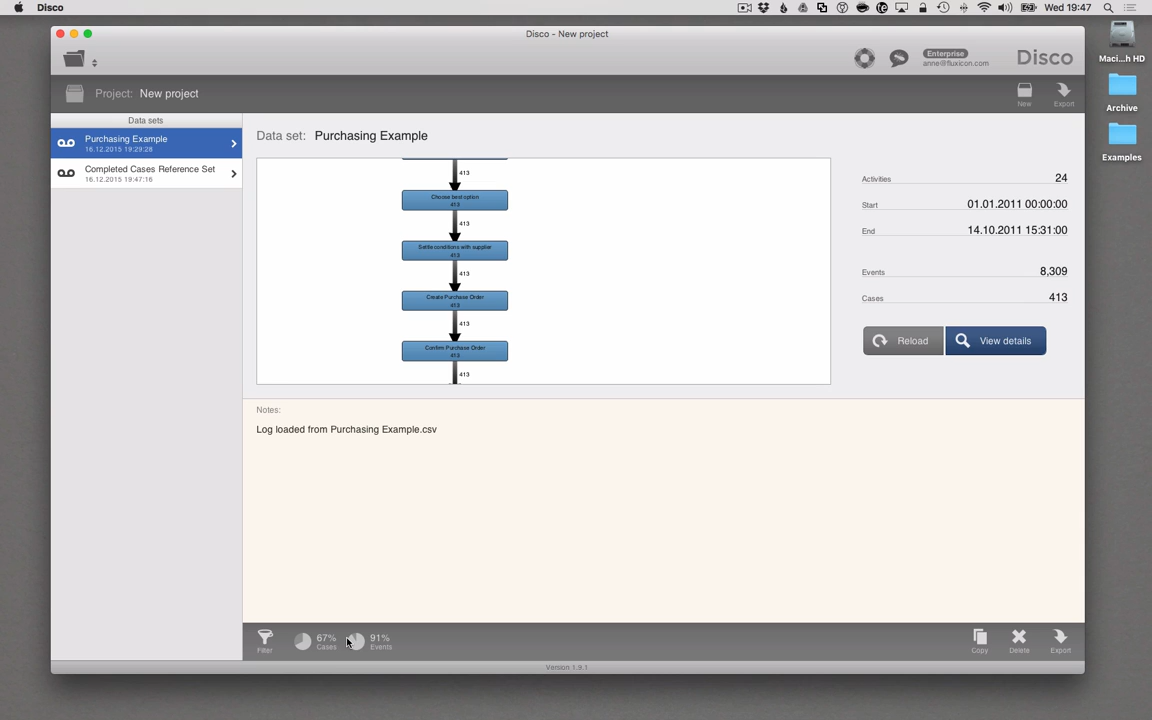 Disco
Wed 19:47
Disco - New project
Enterprise
anne@fluxicon.com
Disco
Project: New project
New
Export
Data sets
Purchasing Example
16.12.2015 19:29:28
Completed Cases Reference Set
16.12.2015 19:47:16
Data set: Purchasing Example
413
Choose best option
413
413
Settle conditions with supplier
413
413
Create Purchase Order
413
413
Confirm Purchase Order
413
413
Activities 24
Start 01.01.2011 00:00:00
End 14.10.2011 15:31:00
Events 8,309
Cases 413
Reload
View details
Notes:
Log loaded from Purchasing Example.csv
Filter
67%
Cases
91%
Events
Copy
Delete
Export
Version 1.9.1
Maci...h HD
Archive
Examples